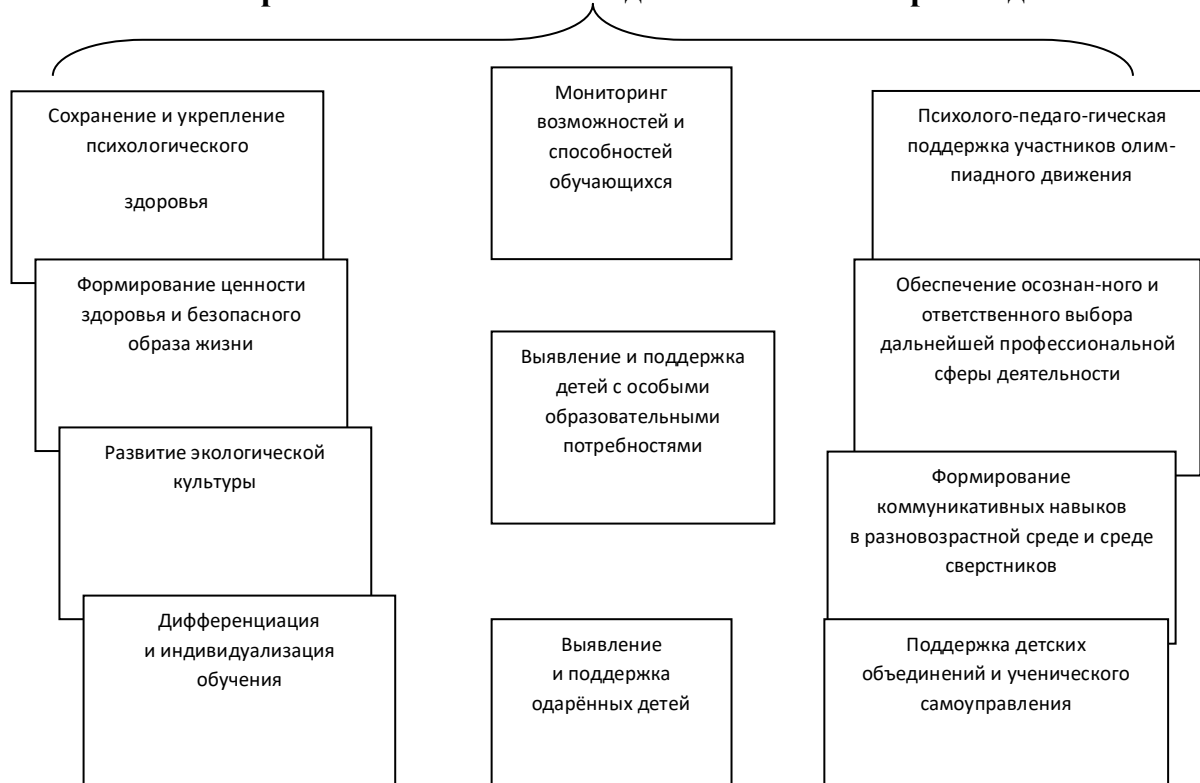 Сохранение и укрепление
психологического
здоровья
Формирование ценности
здоровья и безопасного
образа жизни
Развитие экологической
культуры
Дифференциация
и индивидуализация
обучения
Мониторинг
возможностей и
способностей
обучающихся
Выявление и поддержка
детей с особыми
образовательными
потребностями
Выявление
и поддержка
одарённых детей
Психолого-педаго-гическая
поддержка участников олим-
пиадного движения
Обеспечение осознан-ного и
ответственного выбора
дальнейшей профессиональной
сферы деятельности
Формирование
коммуникативных навыков
в разновозрастной среде и среде
сверстников
Поддержка детских
объединений и ученического
самоуправления